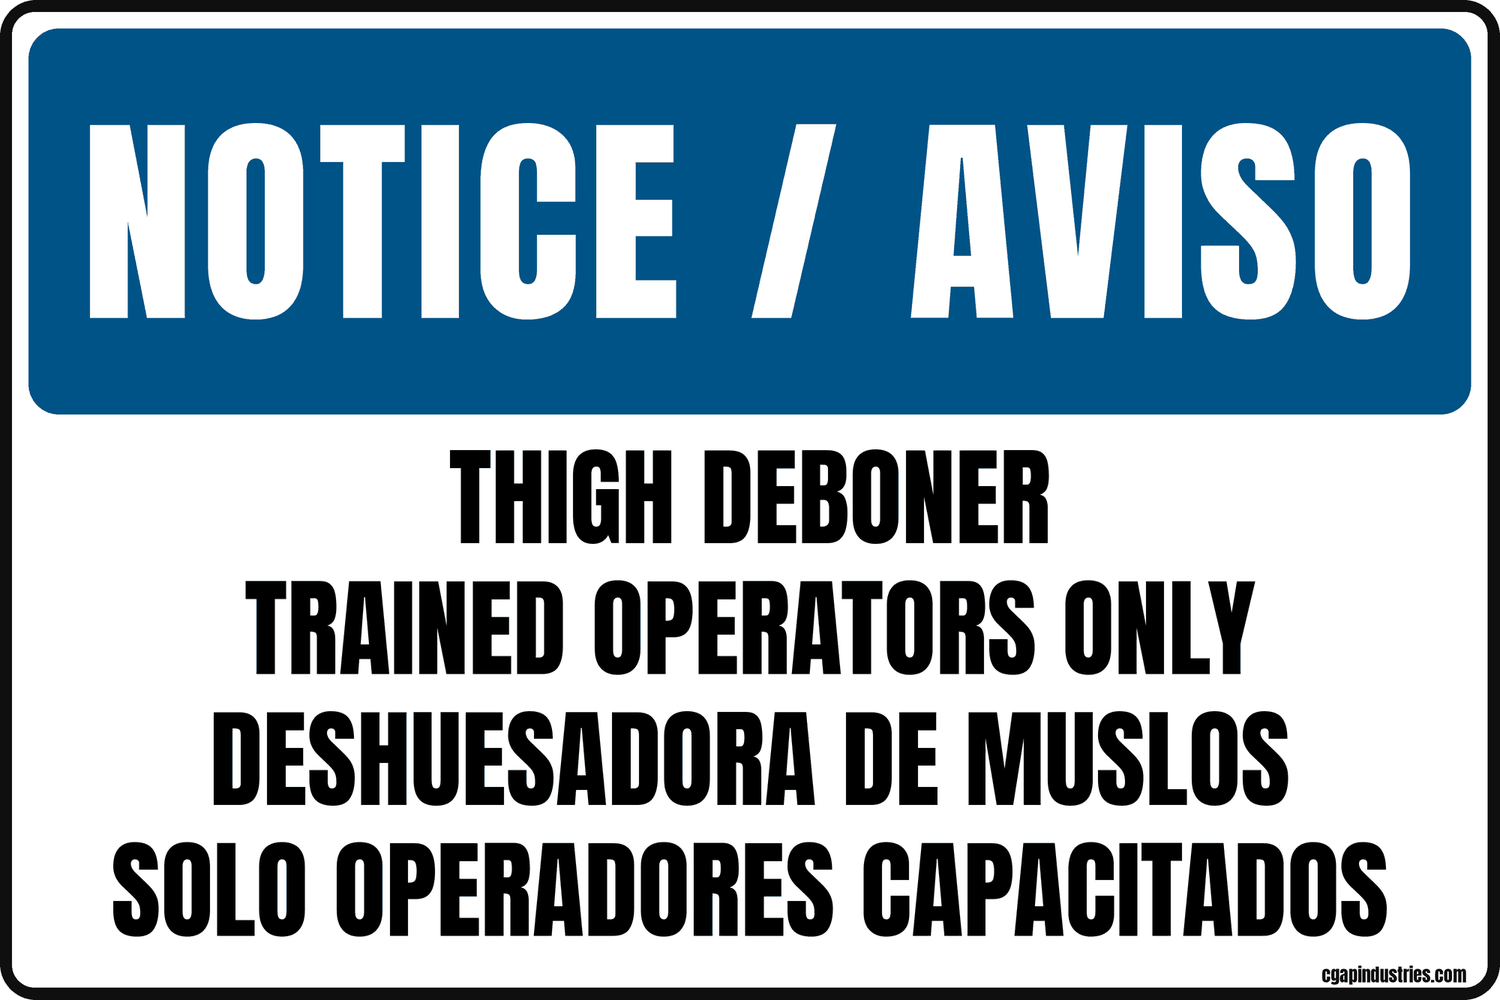 NOTICE / AVISO
THIGH DEBONER
TRAINED OPERATORS ONLY
DESHUESADORA DE MUSLOS
SOLO OPERADORES CAPACITADOS
cgapindustries.com